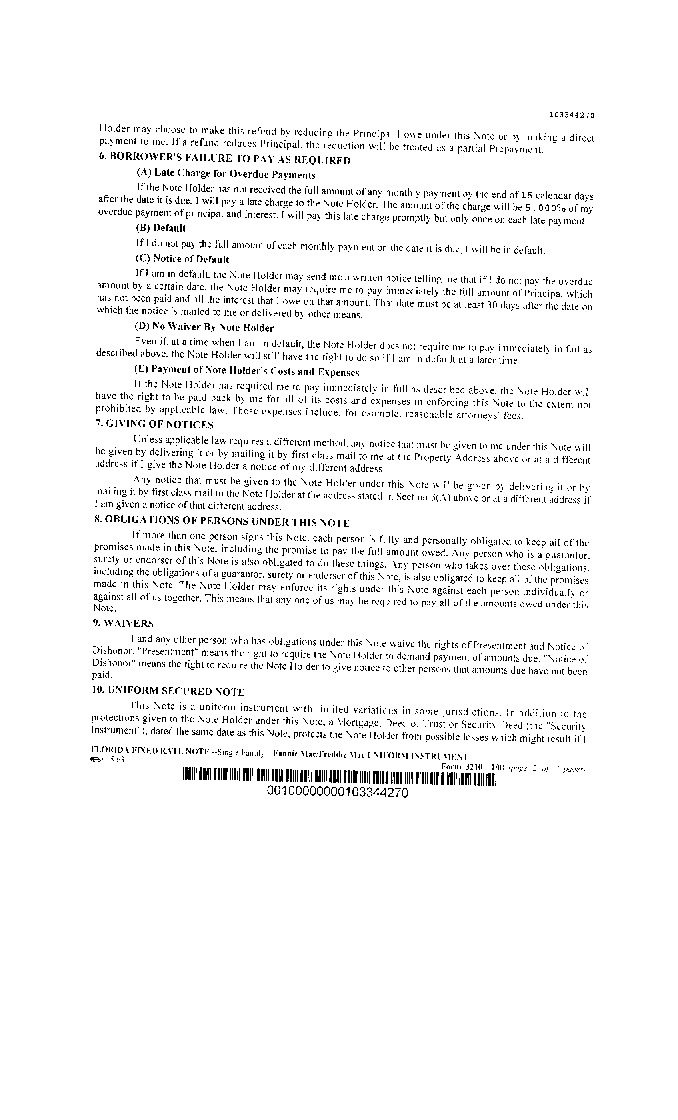 103344270
Holder may choose to make this refund by reducing the Principal I owe under this Note or by making a direct
payment to me. If a refund reduces Principal, the reduction will be treated as a partial Prepayment.
6. BORROWER'S FAILURE TO PAY AS REQUIRED
(A) Late Charge for Overdue Payments
If the Note Holder has not received the full amount of any monthly payment by the end of 15 calendar days
after the date it is due, I will pay a late charge to the Note Holder. The amount of the charge will be 5.000% of my
overdue payment of principal and interest. I will pay this late charge promptly but only once on each late payment.
(B) Default
If I do not pay the full amount of each monthly payment on the date it is due, I will be in default.
(C) Notice of Default
If I am in default, the Note Holder may send me a written notice telling me that if I do not pay the overdue
amount by a certain date, the Note Holder may require me to pay immediately the full amount of Principal which
has not been paid and all the interest that I owe on that amount. That date must be at least 30 days after the date on
which the notice is mailed to me or delivered by other means.
(D) No Waiver By Note Holder
Even if, at a time when I am in default, the Note Holder does not require me to pay immediately in full as
described above, the Note Holder will still have the right to do so if I am in default at a later time.
(E) Payment of Note Holder's Costs and Expenses
If the Note Holder has required me to pay immediately in full as described above, the Note Holder will
have the right to be paid back by me for all of its costs and expenses in enforcing this Note to the extent not
prohibited by applicable law. Those expenses include, for example, reasonable attorneys' fees.
7. GIVING OF NOTICES
Unless applicable law requires a different method, any notice that must be given to me under this Note will
be given by delivering it or by mailing it by first class mail to me at the Property Address above or at a different
address if I give the Note Holder a notice of my different address.
Any notice that must be given to the Note Holder under this Note will be given by delivering it or by
mailing it by first class mail to the Note Holder at the address stated in Section 3(A) above or at a different address if
I am given a notice of that different address.
8. OBLIGATIONS OF PERSONS UNDER THIS NOTE
If more than one person signs this Note, each person is fully and personally obligated to keep all of the
promises made in this Note, including the promise to pay the full amount owed. Any person who is a guarantor,
surety or endorser of this Note is also obligated to do these things. Any person who takes over these obligations,
including the obligations of a guarantor, surety or endorser of this Note, is also obligated to keep all of the promises
made in this Note. The Note Holder may enforce its rights under this Note against each person individually or
against all of us together. This means that any one of us may be required to pay all of the amounts owed under this
Note.
9. WAIVERS
I and any other person who has obligations under this Note waive the rights of Presentment and Notice of
Dishonor. "Presentment" means the right to require the Note Holder to demand payment of amounts due. "Notice of
Dishonor" means the right to require the Note Holder to give notice to other persons that amounts due have not been
paid.
10. UNIFORM SECURED NOTE
This Note is a uniform instrument with limited variations in some jurisdictions. In addition to the
protections given to the Note Holder under this Note, a Mortgage, Deed of Trust or Security Deed (the "Security
Instrument"), dated the same date as this Note, protects the Note Holder from possible losses which might result if I
FLORIDA FIXED RATE NOTE--Single Family--Fannie Mae/Freddie Mac UNIFORM INSTRUMENT
Form 3210 1/01 (page 2 of pages)
00100000000103344270